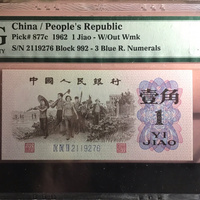 China / People's Republic
Pick# 877c 1962 1 Jiao - W/Out Wmk
S/N 2119276 Block 992 - 3 Blue R. Numerals
中国人民银行
壹角
1
YI
JIAO
2119276